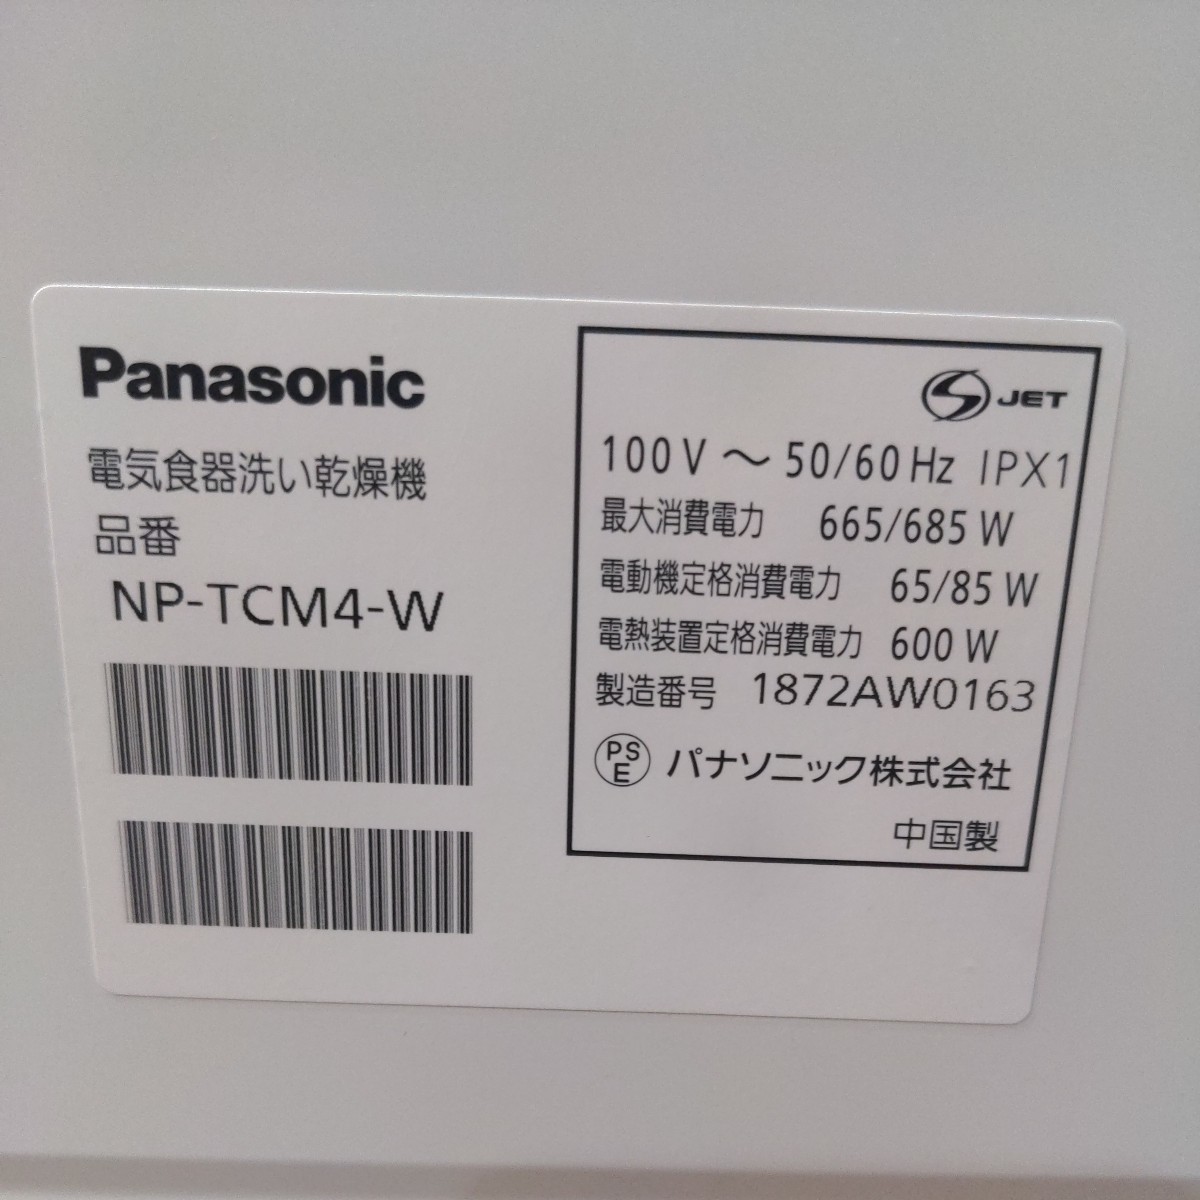 Panasonic
電気食器洗い乾燥機
品番
NP-TCM4-W
JET
100V ～ 50/60Hz IPX1
最大消費電力 665/685 W
電動機定格消費電力 65/85 W
電熱装置定格消費電力 600 W
製造番号 1872AW0163
PS
E パナソニック株式会社
中国製